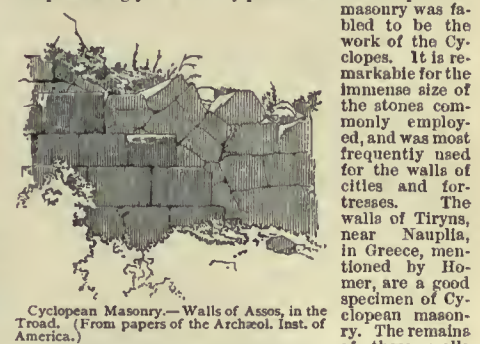 masonry was fa-
bled to be the
work of the Cy-
clopes. It is re-
markable for the
immense size of
the stones com-
monly employ-
ed, and was most
frequently used
for the walls of
cities and for-
tresses. The
walls of Tiryns,
near Nauplia,
in Greece, men-
tioned by Ho-
mer, are a good
specimen of Cy-
clopean mason-
ry. The remains
Cyclopean Masonry.—Walls of Assos, in the
Troad. (From papers of the Archæol. Inst. of
America.)